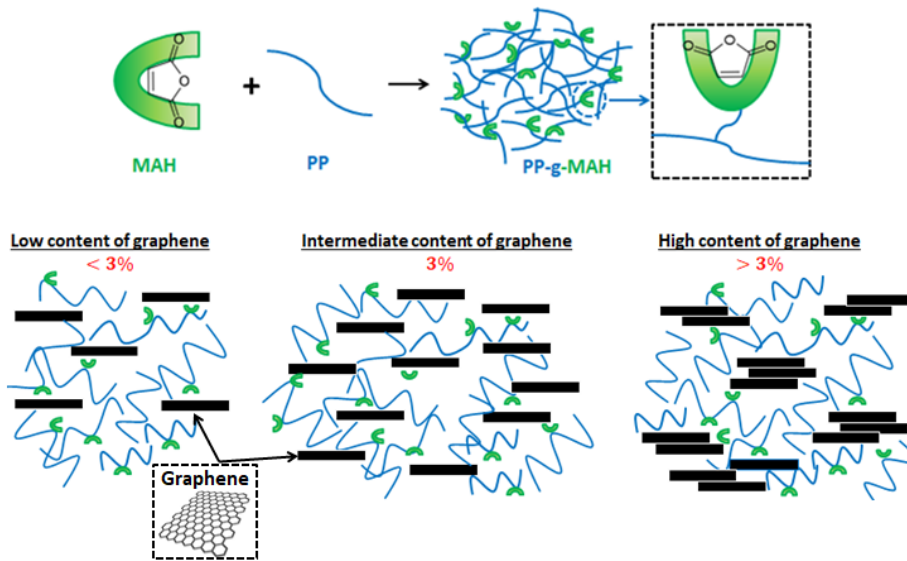 O
O
O
+
MAH
PP
PP-g-MAH
O
O
O
Low content of graphene
< 3%
Intermediate content of graphene
3%
High content of graphene
> 3%
Graphene